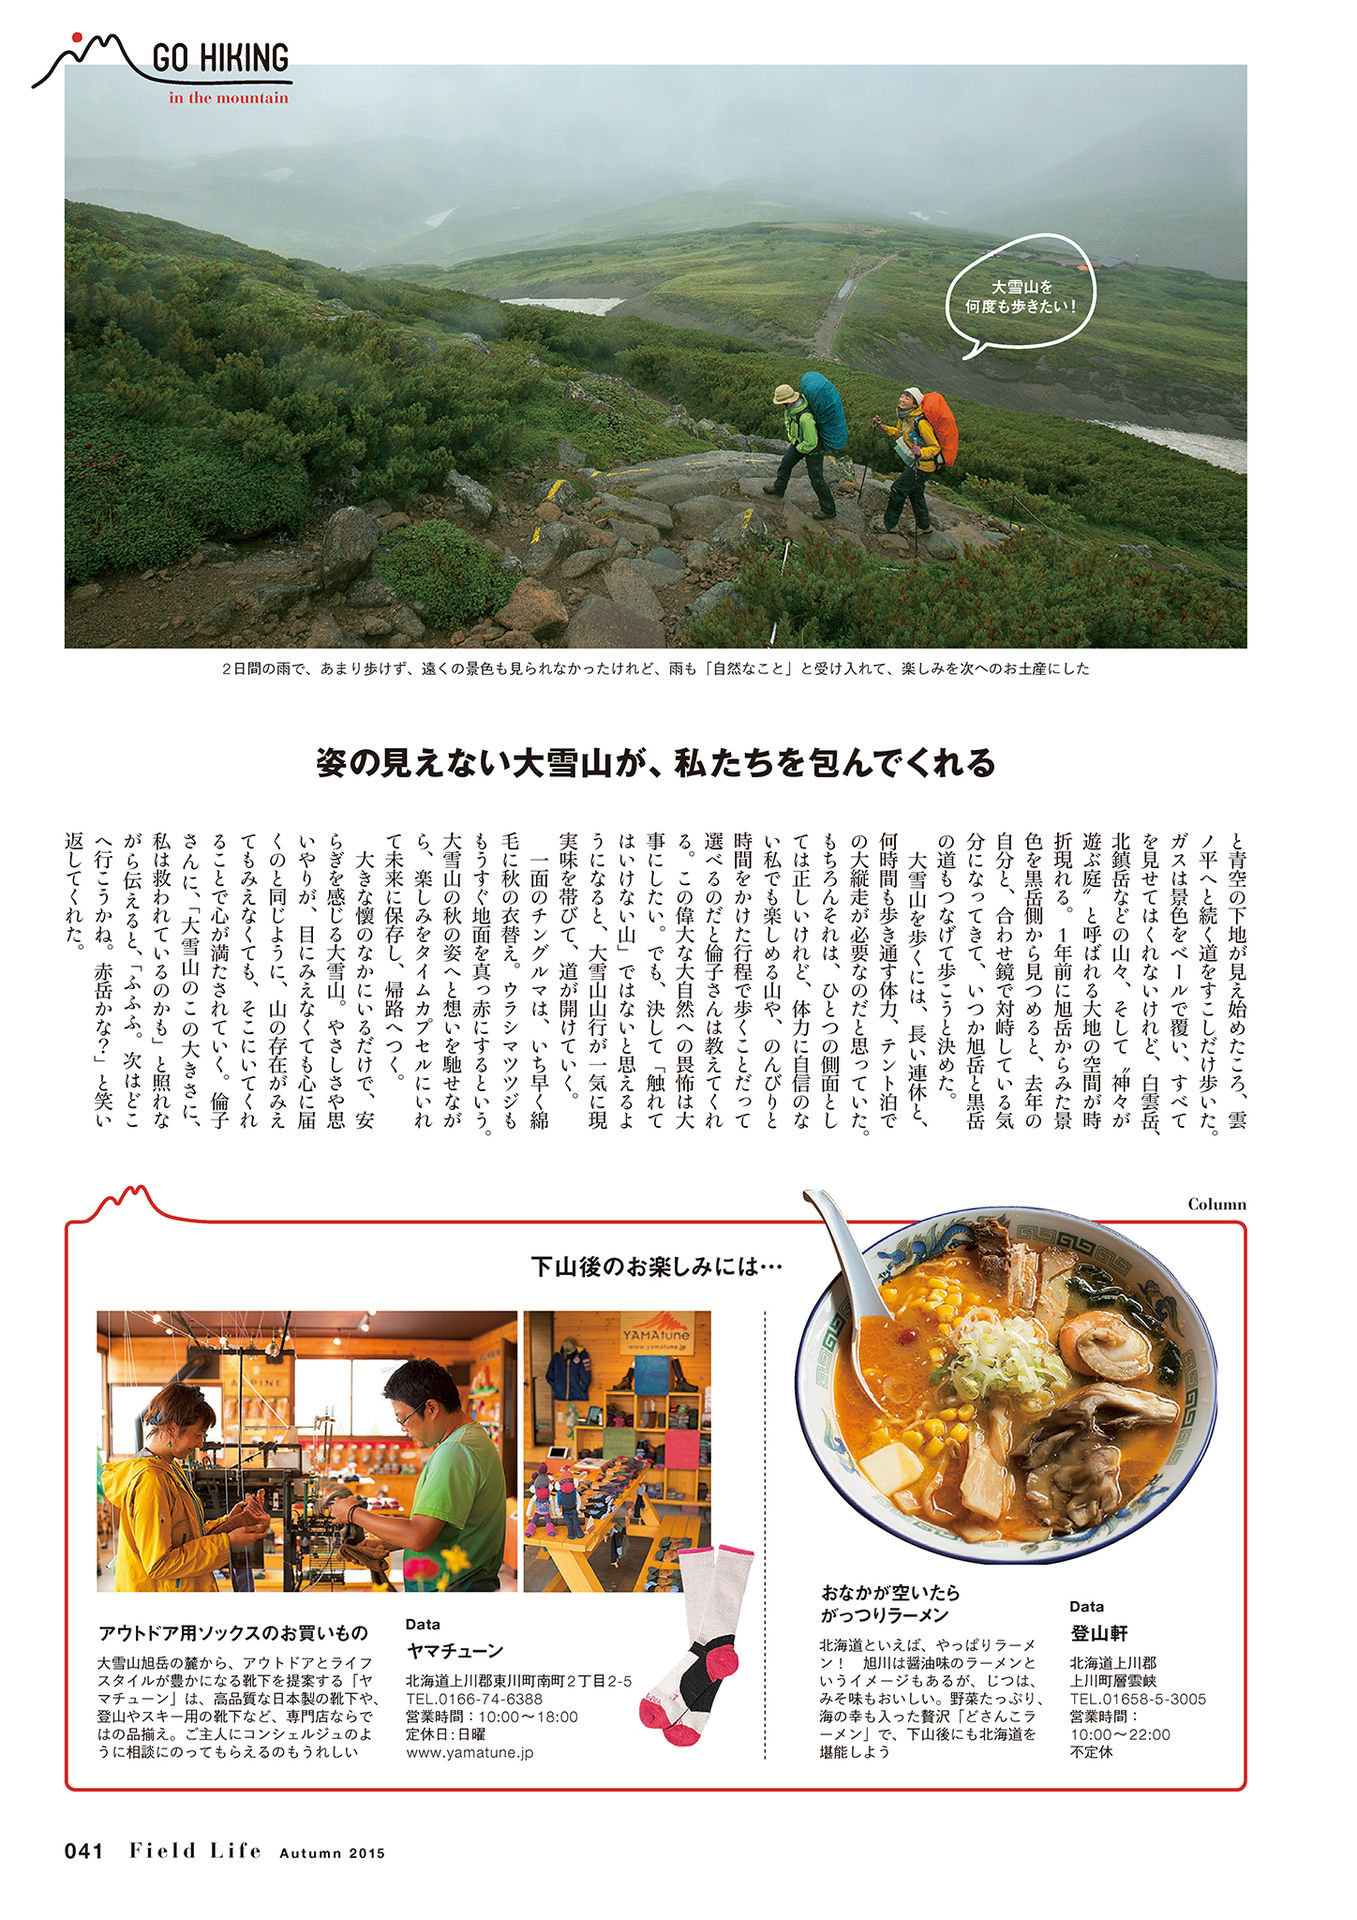 GO HIKING
in the mountain
大雪山を
何度も歩きたい！
2日間の雨で、あまり歩けず、遠くの景色も見られなかったけれど、雨も「自然なこと」と受け入れて、楽しみを次へのお土産にした
姿の見えない大雪山が、私たちを包んでくれる
と青空の下地が見え始めたころ、雲
ノ平へと続く道をすこしだけ歩いた。
ガスは景色をベールで覆い、すべて
を見せてはくれないけれど、白雲岳、
北鎮岳などの山々、そして〝神々が
遊ぶ庭〟と呼ばれる大地の空間が時
折現れる。1年前に旭岳からみた景
色を黒岳側から見つめると、去年の
自分と、合わせ鏡で対峙している気
分になってきて、いつか旭岳と黒岳
の道もつなげて歩こうと決めた。
大雪山を歩くには、長い連休と、
何時間も歩き通す体力、テント泊で
の大縦走が必要なのだと思っていた。
もちろんそれは、ひとつの側面とし
ては正しいけれど、体力に自信のな
い私でも楽しめる山や、のんびりと
時間をかけた行程で歩くことだって
選べるのだと倫子さんは教えてくれ
る。この偉大な大自然への畏怖は大
事にしたい。でも、決して「触れて
はいけない山」ではないと思えるよ
うになると、大雪山山行が一気に現
実味を帯びて、道が開けていく。
一面のチングルマは、いち早く綿
毛に秋の衣替え。ウラシマツツジも
もうすぐ地面を真っ赤にするという。
大雪山の秋の姿へと想いを馳せなが
ら、楽しみをタイムカプセルにいれ
て未来に保存し、帰路へつく。
大きな懐のなかにいるだけで、安
らぎを感じる大雪山。やさしさや思
いやりが、目にみえなくても心に届
くのと同じように、山の存在がみえ
てもみえなくても、そこにいてくれ
ることで心が満たされていく。倫子
さんに、「大雪山のこの大きさに、
私は救われているのかも」と照れな
がら伝えると、「ふふふ。次はどこ
へ行こうかね。赤岳かな？」と笑い
返してくれた。
Column
下山後のお楽しみには…
YAMAtune
www.yamatune.jp
アウトドア用ソックスのお買いもの
大雪山旭岳の麓から、アウトドアとライフ
スタイルが豊かになる靴下を提案する「ヤ
マチューン」は、高品質な日本製の靴下や、
登山やスキー用の靴下など、専門店ならで
はの品揃え。ご主人にコンシェルジュのよ
うに相談にのってもらえるのもうれしい
Data
ヤマチューン
北海道上川郡東川町南町2丁目2-5
TEL.0166-74-6388
営業時間：10:00〜18:00
定休日：日曜
www.yamatune.jp
おなかが空いたら
がっつりラーメン
北海道といえば、やっぱりラーメ
ン！　旭川は醤油味のラーメンと
いうイメージもあるが、じつは、
みそ味もおいしい。野菜たっぷり、
海の幸も入った贅沢「どさんこラ
ーメン」で、下山後にも北海道を
堪能しよう
Data
登山軒
北海道上川郡
上川町層雲峡
TEL.01658-5-3005
営業時間：
10:00〜22:00
不定休
041 Field Life Autumn 2015